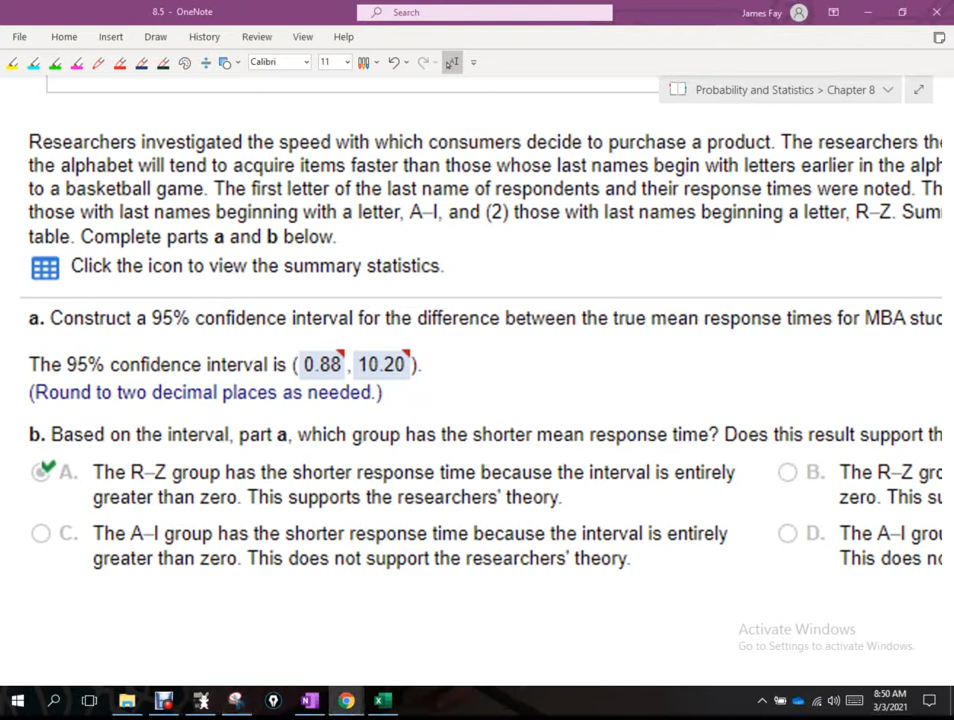 8.5 - OneNote
Search
James Fay
File Home Insert Draw History Review View Help
Calibri 11
Probability and Statistics > Chapter 8
Researchers investigated the speed with which consumers decide to purchase a product. The researchers the
the alphabet will tend to acquire items faster than those whose last names begin with letters earlier in the alph
to a basketball game. The first letter of the last name of respondents and their response times were noted. Th
those with last names beginning with a letter, A–I, and (2) those with last names beginning a letter, R–Z. Sum
table. Complete parts a and b below.
Click the icon to view the summary statistics.
a. Construct a 95% confidence interval for the difference between the true mean response times for MBA stud
The 95% confidence interval is ( 0.88 , 10.20 ).
(Round to two decimal places as needed.)
b. Based on the interval, part a, which group has the shorter mean response time? Does this result support th
A. The R–Z group has the shorter response time because the interval is entirely
greater than zero. This supports the researchers' theory.
B. The R–Z gro
zero. This su
C. The A–I group has the shorter response time because the interval is entirely
greater than zero. This does not support the researchers' theory.
D. The A–I grou
This does no
Activate Windows
Go to Settings to activate Windows.
8:50 AM
3/3/2021